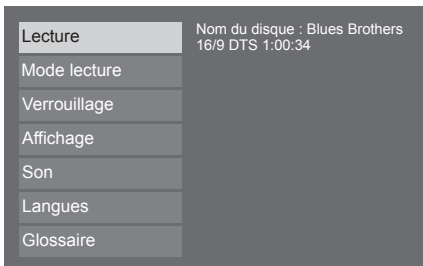 Lecture
Mode lecture
Verrouillage
Affichage
Son
Langues
Glossaire
Nom du disque : Blues Brothers
16/9 DTS 1:00:34